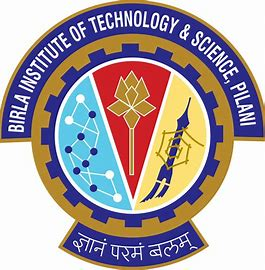 BIRLA INSTITUTE OF TECHNOLOGY & SCIENCE, PILANI
ज्ञानं परमं बलम्